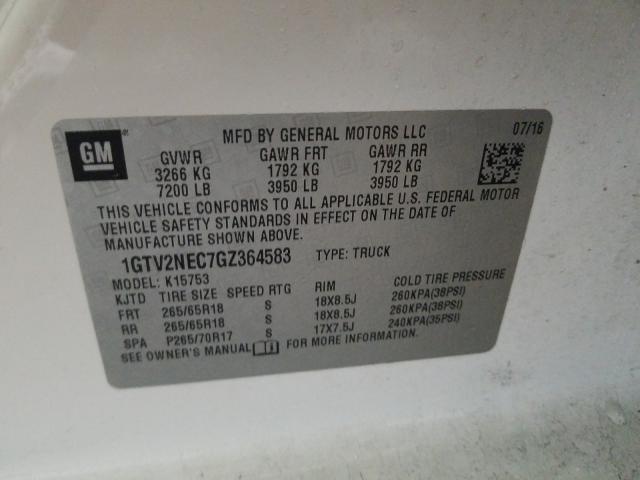 GM
MFD BY GENERAL MOTORS LLC 07/16
GVWR GAWR FRT GAWR RR
3266 KG 1792 KG 1792 KG
7200 LB 3950 LB 3950 LB
THIS VEHICLE CONFORMS TO ALL APPLICABLE U.S. FEDERAL MOTOR
VEHICLE SAFETY STANDARDS IN EFFECT ON THE DATE OF
MANUFACTURE SHOWN ABOVE.
1GTV2NEC7GZ364583 TYPE: TRUCK
MODEL: K15753
KJTD TIRE SIZE SPEED RTG RIM COLD TIRE PRESSURE
FRT 265/65R18 S 18X8.5J 260KPA(38PSI)
RR 265/65R18 S 18X8.5J 260KPA(38PSI)
SPA P265/70R17 S 17X7.5J 240KPA(35PSI)
SEE OWNER'S MANUAL FOR MORE INFORMATION.